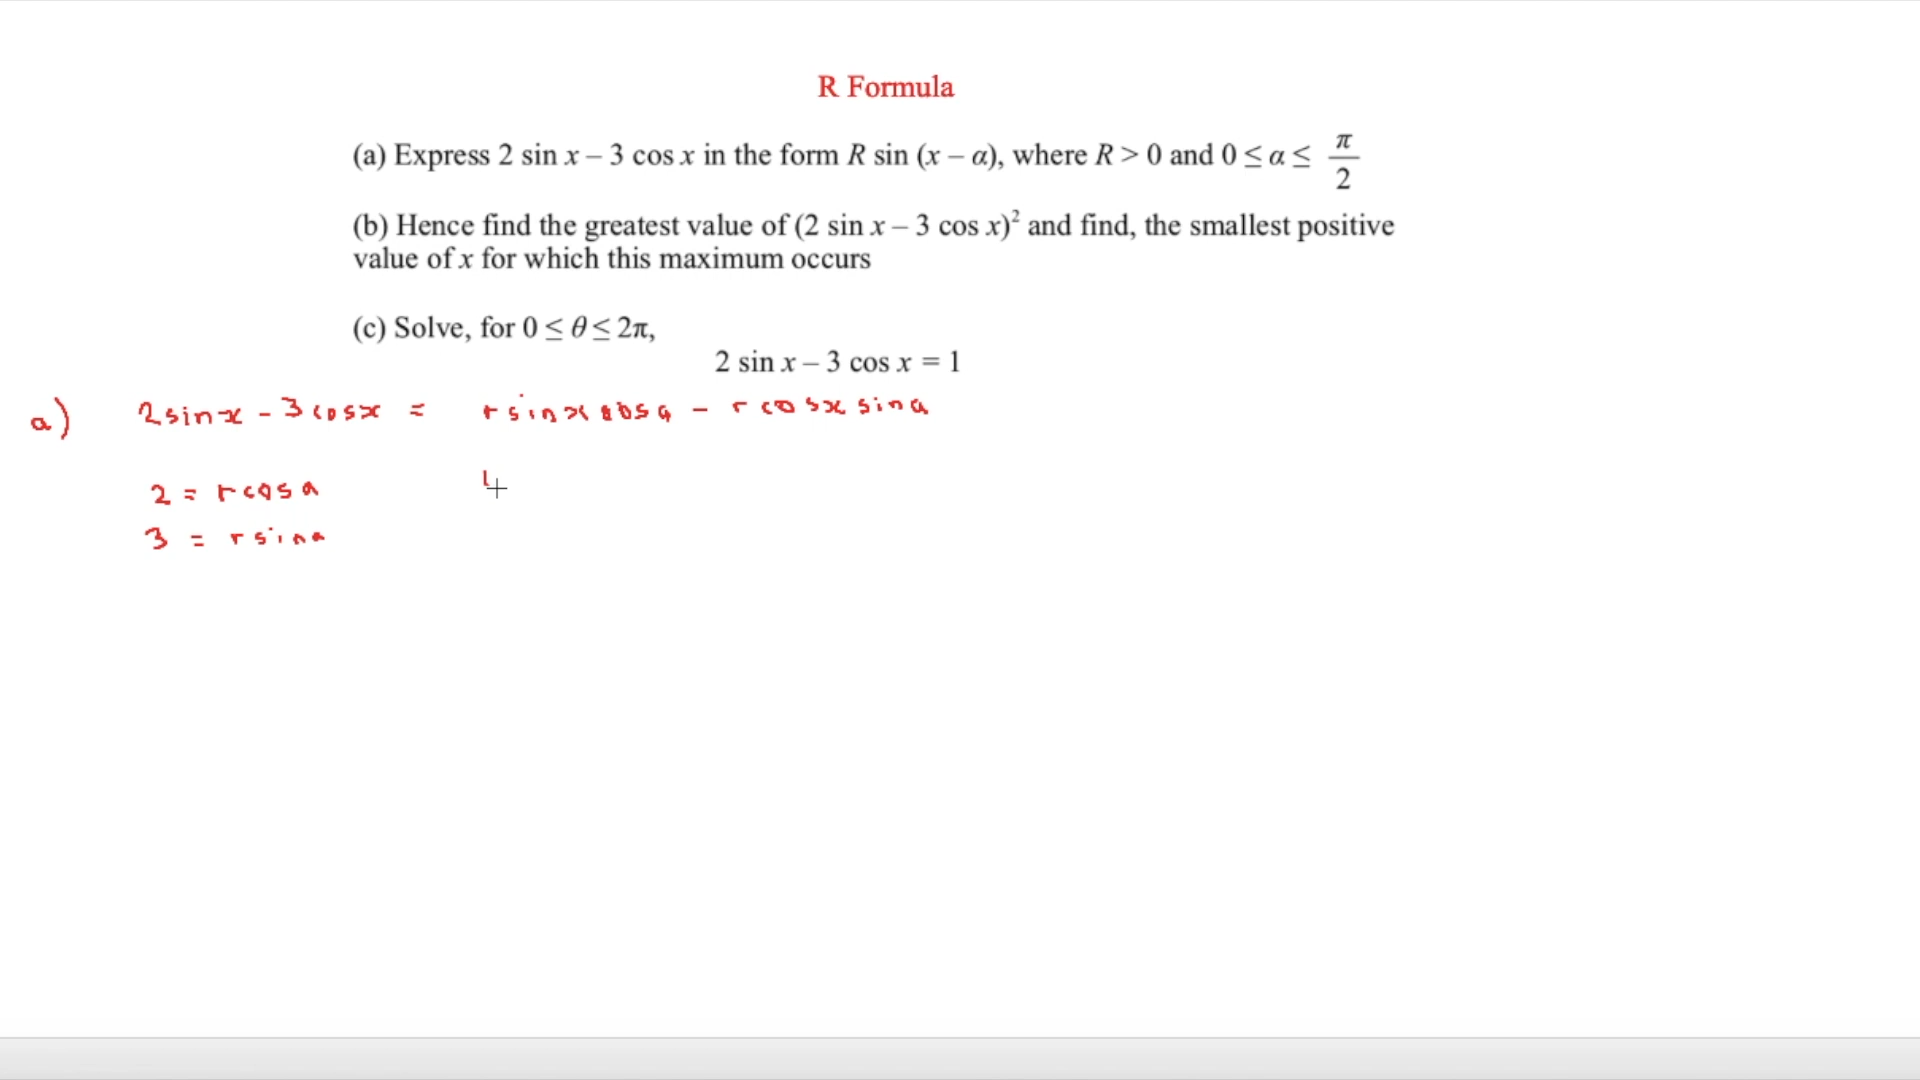 R Formula
(a) Express 2 sin x – 3 cos x in the form R sin (x – α), where R > 0 and 0 ≤ α ≤ π/2
(b) Hence find the greatest value of (2 sin x – 3 cos x)² and find, the smallest positive
value of x for which this maximum occurs
(c) Solve, for 0 ≤ θ ≤ 2π,
2 sin x – 3 cos x = 1
a) 2sinx - 3cosx = rsinxcosa - rcosxsina
2 = rcosa
3 = rsina